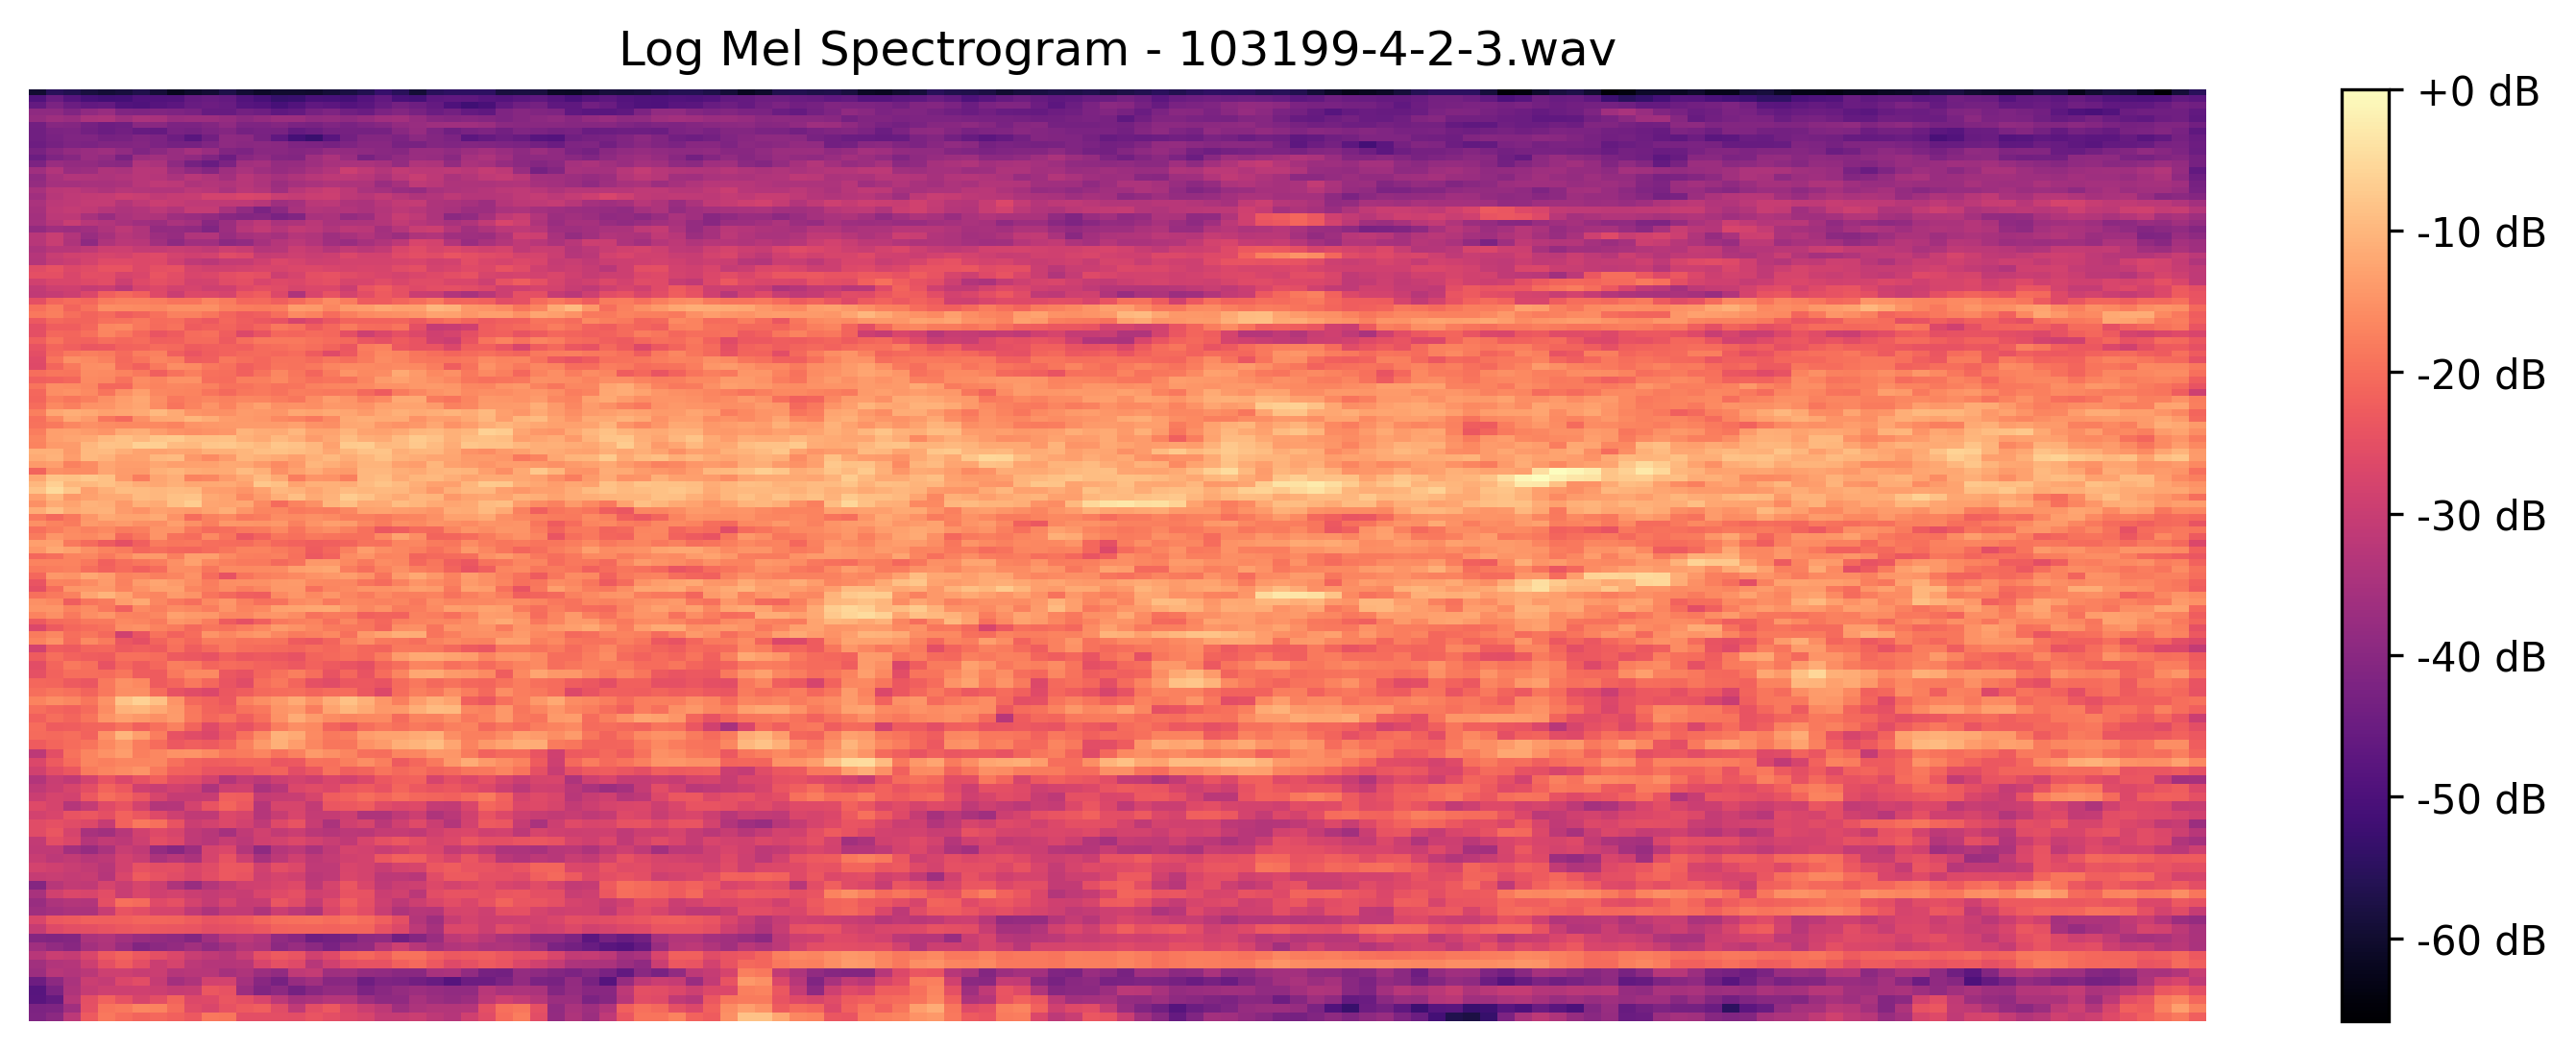 Log Mel Spectrogram - 103199-4-2-3.wav
+0 dB
-10 dB
-20 dB
-30 dB
-40 dB
-50 dB
-60 dB